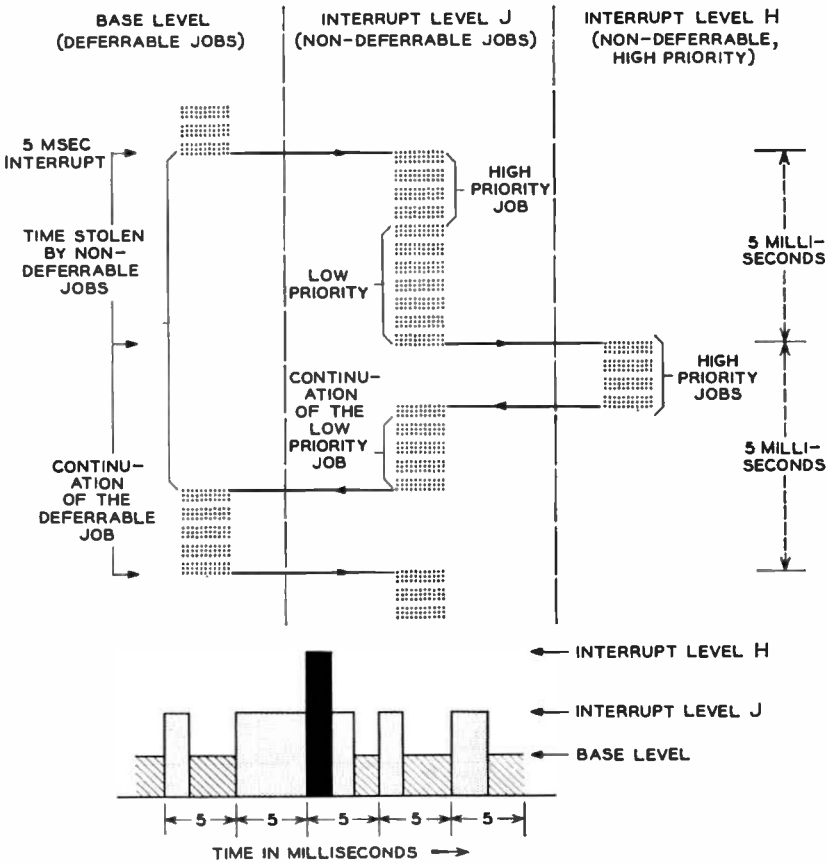 BASE LEVEL
(DEFERRABLE JOBS)
INTERRUPT LEVEL J
(NON-DEFERRABLE JOBS)
INTERRUPT LEVEL H
(NON-DEFERRABLE,
HIGH PRIORITY)
5 MSEC
INTERRUPT
TIME STOLEN
BY NON-
DEFERRABLE
JOBS
HIGH
PRIORITY
JOB
LOW
PRIORITY
5 MILLI-
SECONDS
HIGH
PRIORITY
JOBS
CONTINU-
ATION
OF THE
LOW
PRIORITY
JOB
5 MILLI-
SECONDS
CONTINU-
ATION
OF THE
DEFERRABLE
JOB
INTERRUPT LEVEL H
INTERRUPT LEVEL J
BASE LEVEL
5 5 5 5 5
TIME IN MILLISECONDS